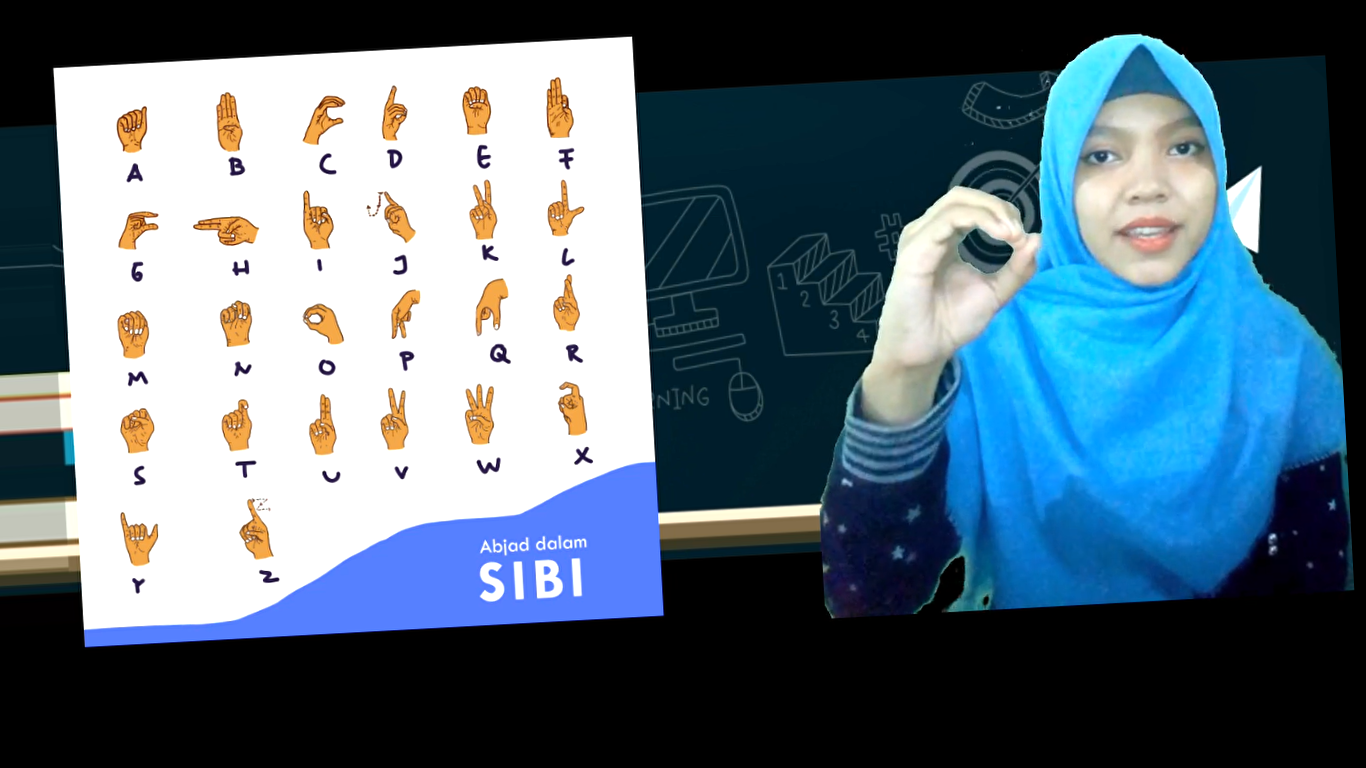 A B C D E F
G H I J K L
M N O P Q R
S T U V W X
Y Z
Abjad dalam
SIBI
#
1
2
3
4
NING